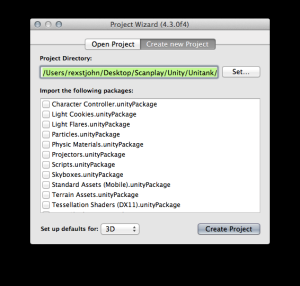 Project Wizard (4.3.0f4)
Open Project Create new Project
Project Directory:
/Users/rexstjohn/Desktop/Scanplay/Unity/Unitank/ Set...
Import the following packages:
Character Controller.unityPackage
Light Cookies.unityPackage
Light Flares.unityPackage
Particles.unityPackage
Physic Materials.unityPackage
Projectors.unityPackage
Scripts.unityPackage
Skyboxes.unityPackage
Standard Assets (Mobile).unityPackage
Terrain Assets.unityPackage
Tessellation Shaders (DX11).unityPackage
Set up defaults for: 3D Create Project